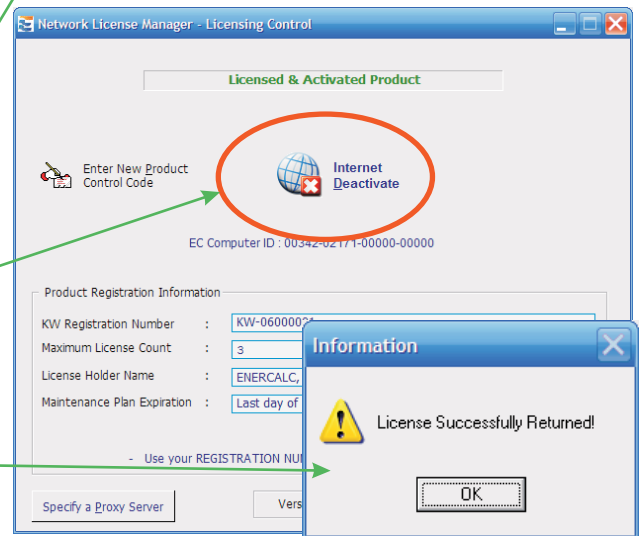 Network License Manager - Licensing Control
Licensed & Activated Product
Enter New Product
Control Code
Internet
Deactivate
EC Computer ID : 00342-02171-00000-00000
Product Registration Information
KW Registration Number : KW-06000021
Maximum License Count : 3
License Holder Name : ENERCALC,
Maintenance Plan Expiration : Last day of
- Use your REGISTRATION
Specify a Proxy Server
Information
License Successfully Returned!
OK